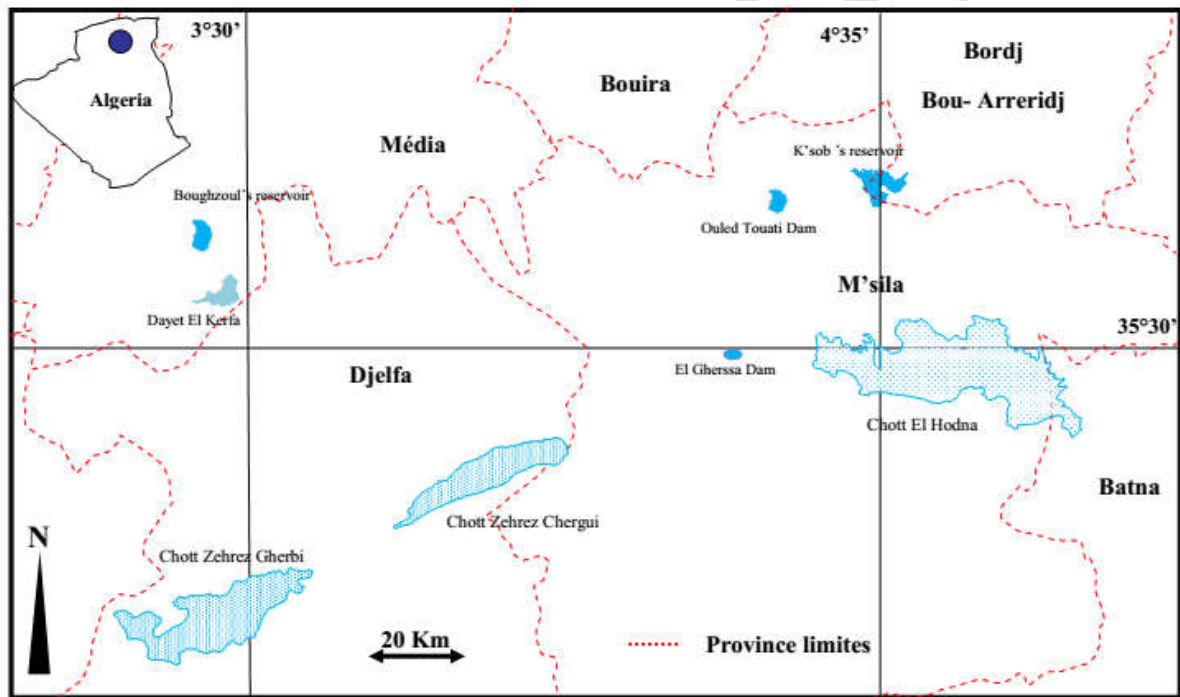 3°30’
4°35’
Bordj
Bou- Arreridj
Bouira
Algeria
Média
K’sob ´s reservoir
Boughzoul´s reservoir
Ouled Touati Dam
M’sila
Dayet El Kerfa
35°30’
El Gherssa Dam
Djelfa
Chott El Hodna
Batna
Chott Zehrez Chergui
N
Chott Zehrez Gherbi
20 Km
Province limites